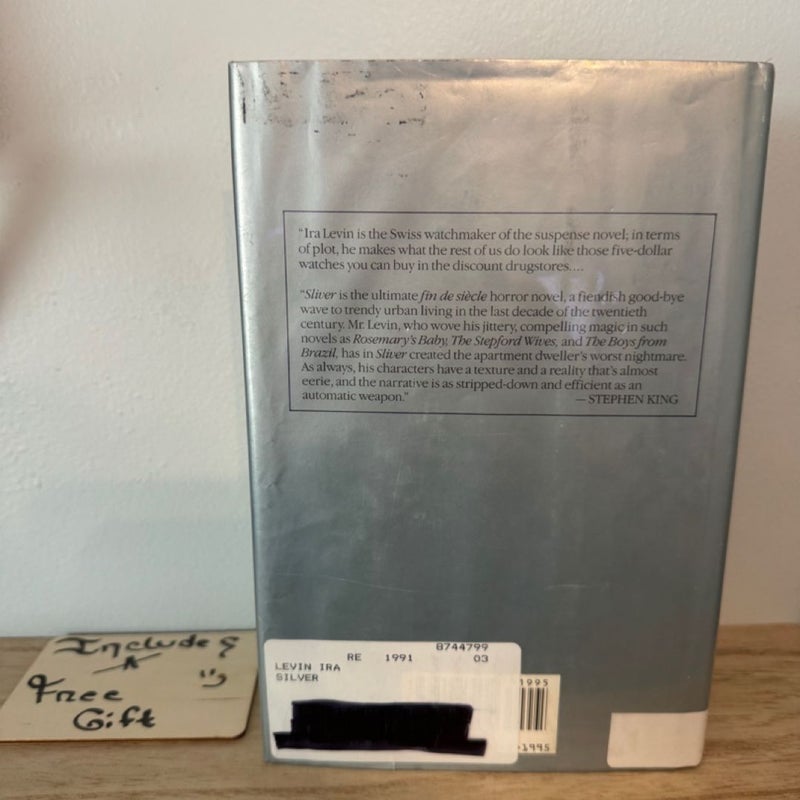 "Ira Levin is the Swiss watchmaker of the suspense novel; in terms
of plot, he makes what the rest of us do look like those five-dollar
watches you can buy in the discount drugstores....
"Sliver is the ultimate fin de siècle horror novel, a fiendish good-bye
wave to trendy urban living in the last decade of the twentieth
century. Mr. Levin, who wove his jittery, compelling magic in such
novels as Rosemary's Baby, The Stepford Wives, and The Boys from
Brazil, has in Sliver created the apartment dweller's worst nightmare.
As always, his characters have a texture and a reality that's almost
eerie, and the narrative is as stripped-down and efficient as an
automatic weapon."
— STEPHEN KING
8744799
RE 1991 03
LEVIN IRA
SILVER
1995
-1995
Includes
A
Free
Gift